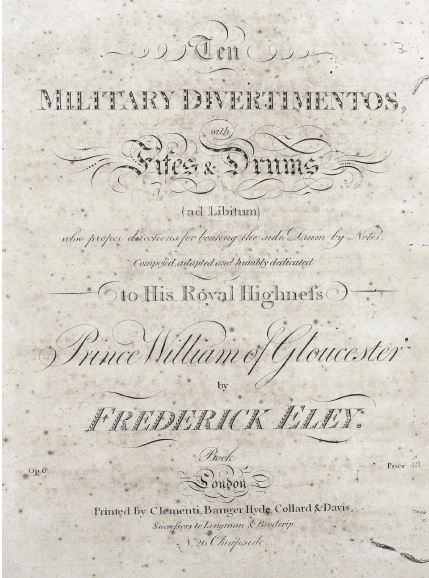 Ten
MILITARY DIVERTIMENTOS,
with
Fifes & Drums
(ad Libitum)
also proper directions for beating the side Drum by Notes.
Composed, adapted and humbly dedicated
to His Royal Highneſs
Prince William of Gloucester
by
FREDERICK ELEY.
Book
Op. 6
London
Price
Printed By Clementi, Banger, Hyde, Collard & Davis,
Successors to Longman & Broderip
No. 26 Cheapside